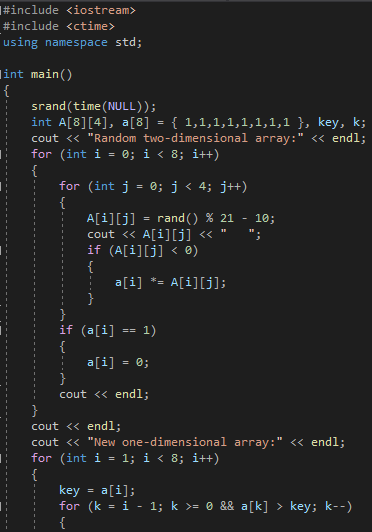 #include <iostream>
#include <ctime>
using namespace std;
int main()
{
srand(time(NULL));
int A[8][4], a[8] = { 1,1,1,1,1,1,1,1 }, key, k;
cout << "Random two-dimensional array:" << endl;
for (int i = 0; i < 8; i++)
{
for (int j = 0; j < 4; j++)
{
A[i][j] = rand() % 21 - 10;
cout << A[i][j] << "   ";
if (A[i][j] < 0)
{
a[i] *= A[i][j];
}
}
if (a[i] == 1)
{
a[i] = 0;
}
cout << endl;
}
cout << endl;
cout << "New one-dimensional array:" << endl;
for (int i = 1; i < 8; i++)
{
key = a[i];
for (k = i - 1; k >= 0 && a[k] > key; k--)
{